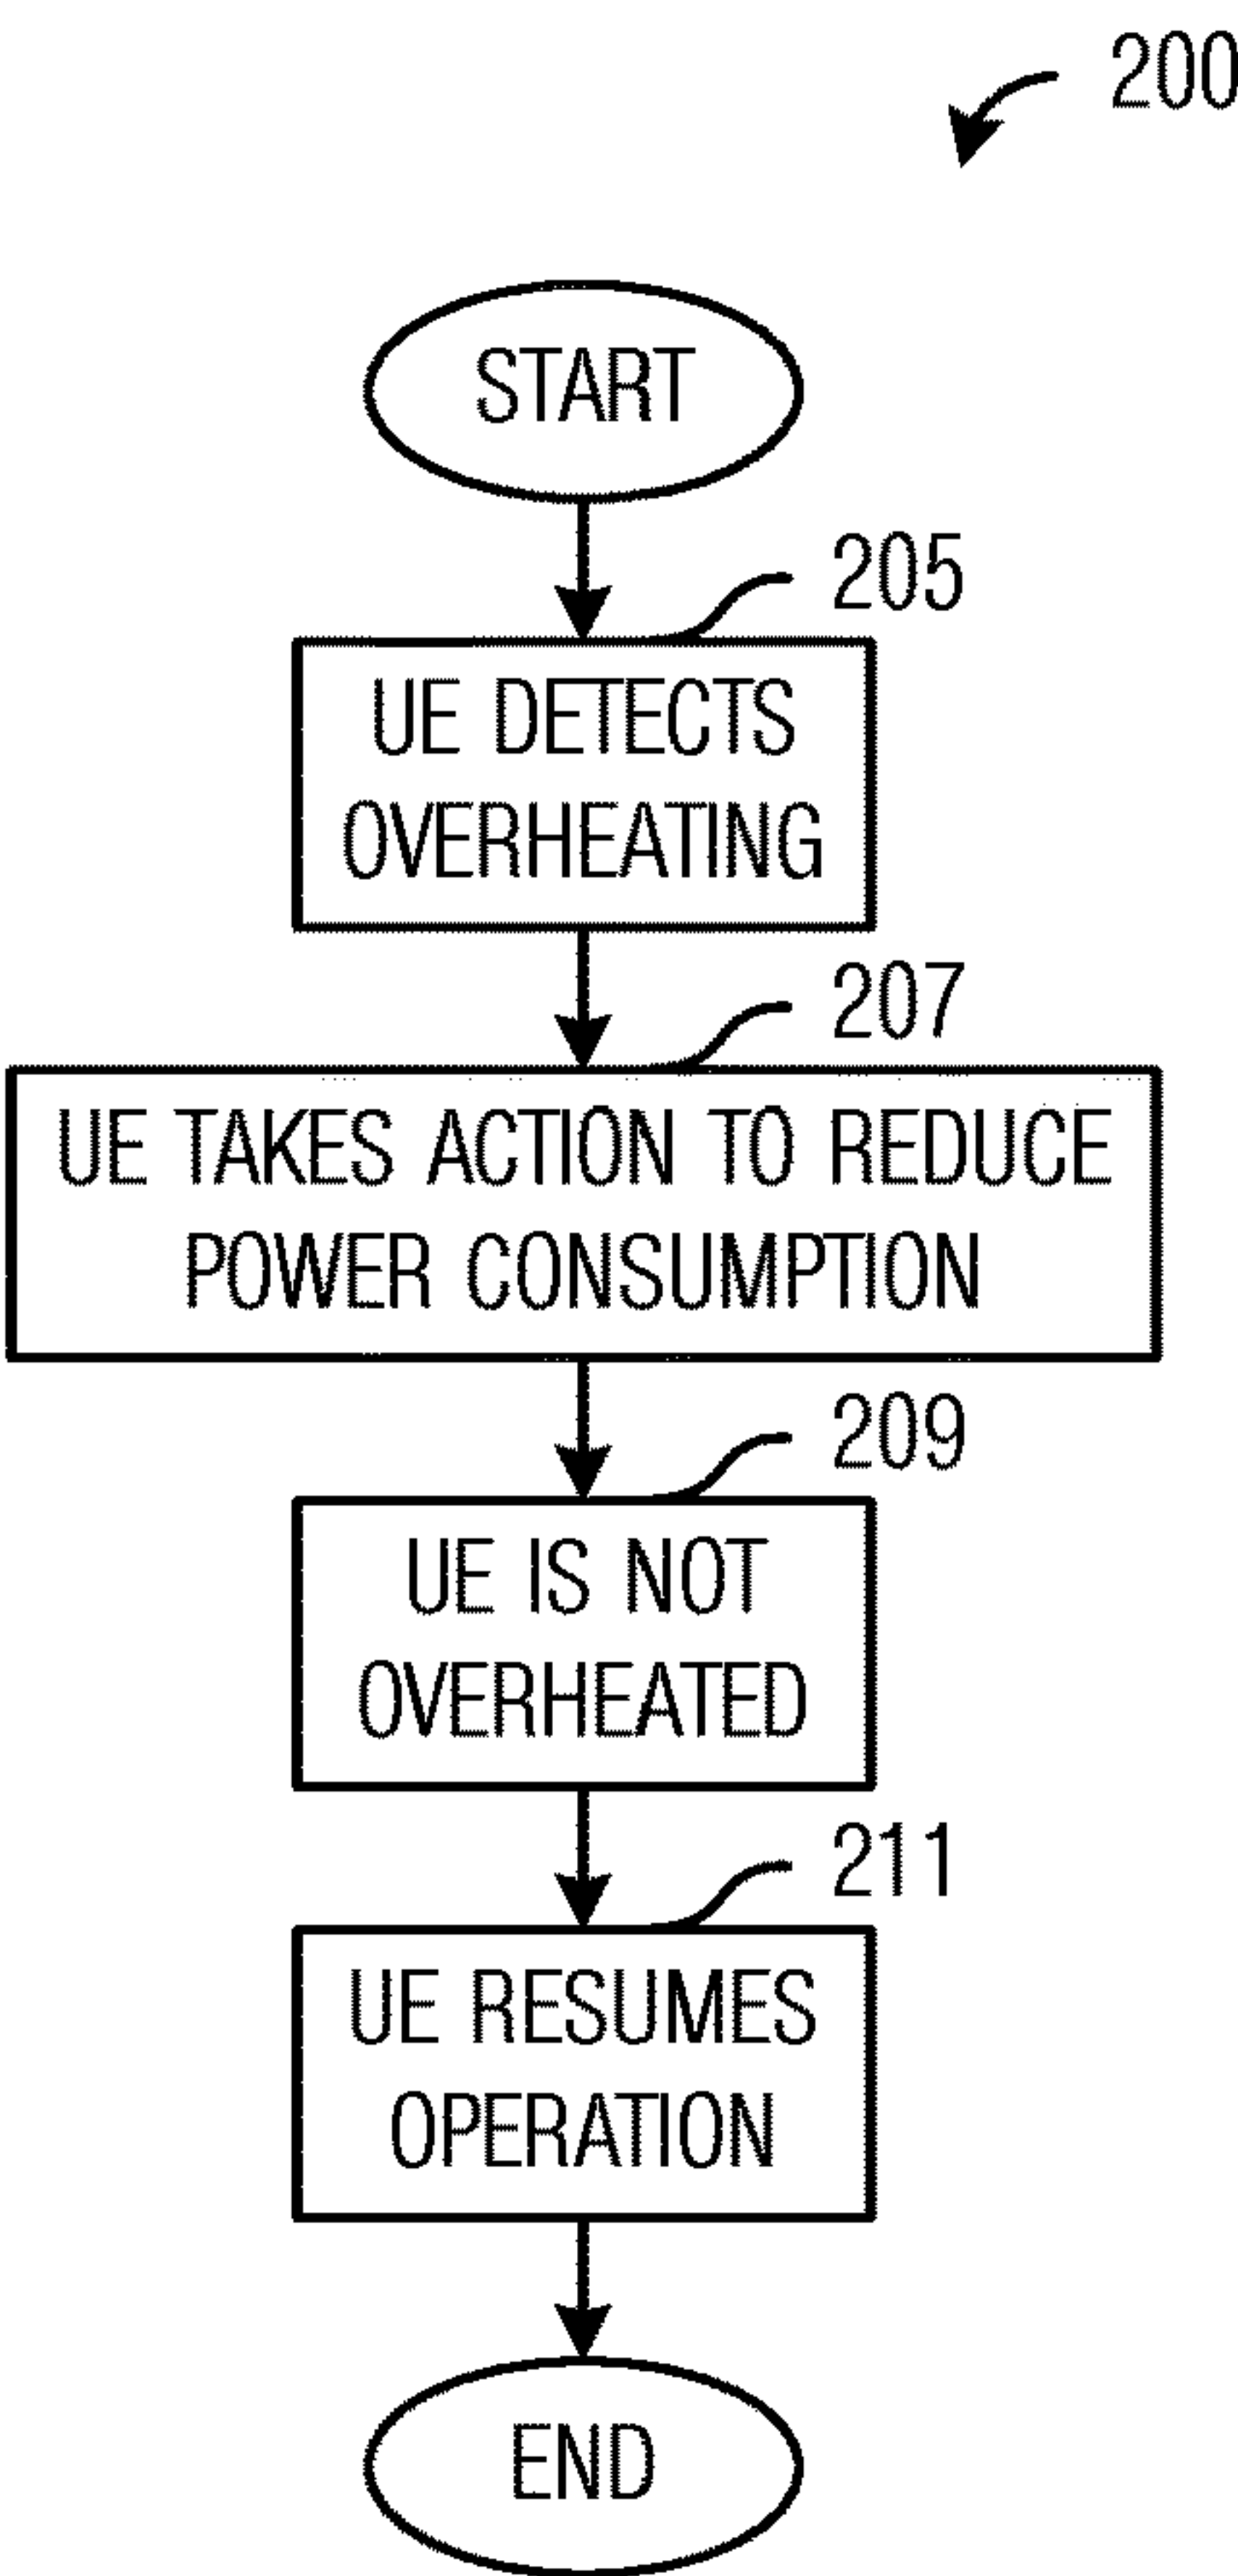 200
START
205
UE DETECTS
OVERHEATING
207
UE TAKES ACTION TO REDUCE
POWER CONSUMPTION
209
UE IS NOT
OVERHEATED
211
UE RESUMES
OPERATION
END